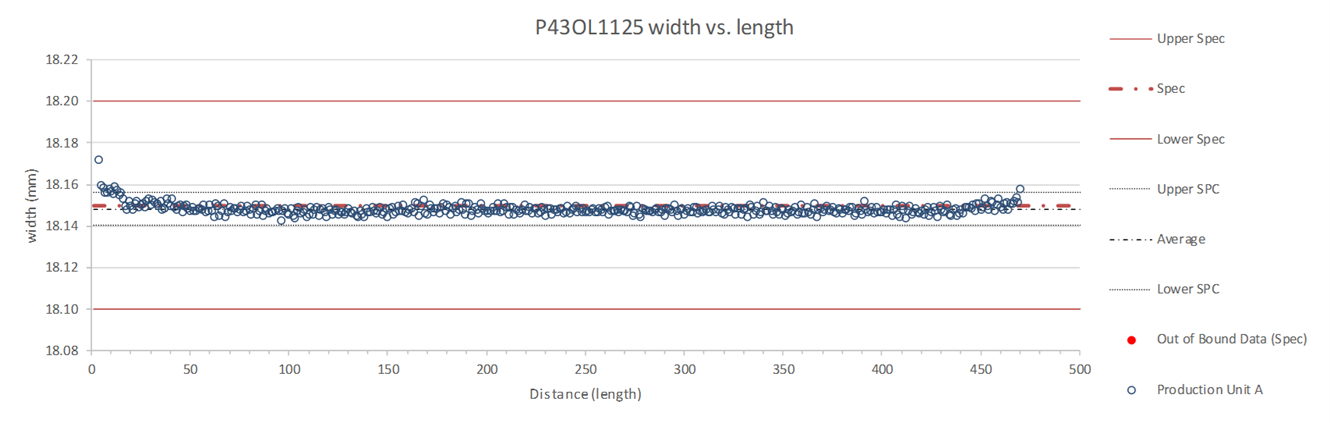 P43OL1125 width vs. length
width (mm)
18.22
18.20
18.18
18.16
18.14
18.12
18.10
18.08
0 50 100 150 200 250 300 350 400 450 500
Distance (length)
Upper Spec
Spec
Lower Spec
Upper SPC
Average
Lower SPC
Out of Bound Data (Spec)
Production Unit A